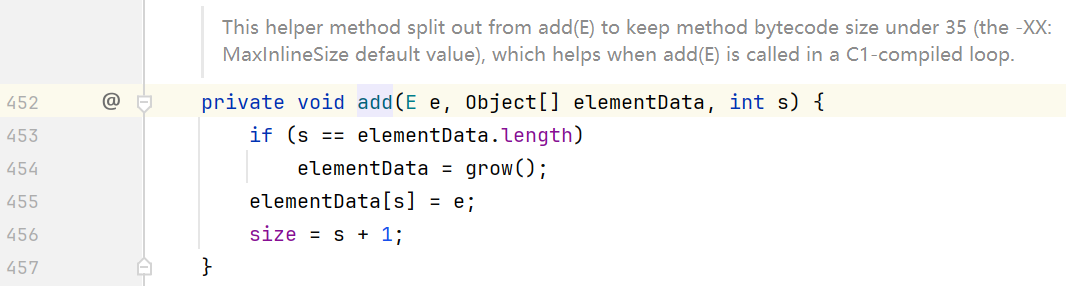 This helper method split out from add(E) to keep method bytecode size under 35 (the -XX:
MaxInlineSize default value), which helps when add(E) is called in a C1-compiled loop.
452 @ private void add(E e, Object[] elementData, int s) {
453 if (s == elementData.length)
454 elementData = grow();
455 elementData[s] = e;
456 size = s + 1;
457 }